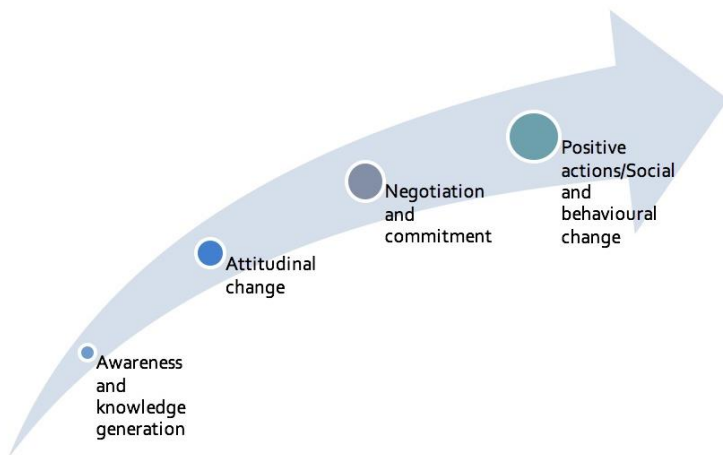 Awareness
and
knowledge
generation
Attitudinal
change
Negotiation
and
commitment
Positive
actions/Social
and
behavioural
change